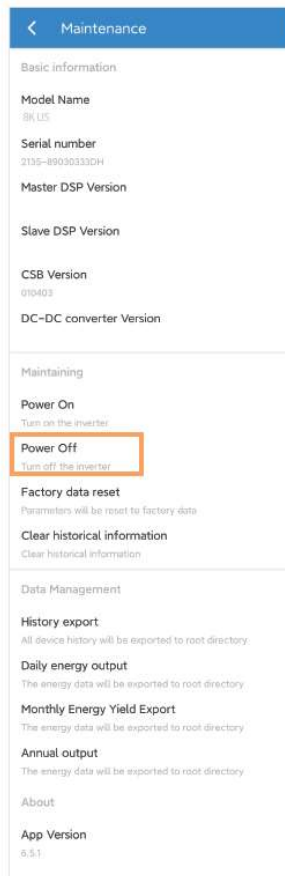 Maintenance
Basic information
Model Name
8K US
Serial number
2135-89030333DH
Master DSP Version
Slave DSP Version
CSB Version
010403
DC-DC converter Version
Maintaining
Power On
Turn on the inverter
Power Off
Turn off the inverter
Factory data reset
Parameters will be reset to factory data
Clear historical information
Clear historical information
Data Management
History export
All device history will be exported to root directory
Daily energy output
The energy data will be exported to root directory
Monthly Energy Yield Export
The energy data will be exported to root directory
Annual output
The energy data will be exported to root directory
About
App Version
6.5.1